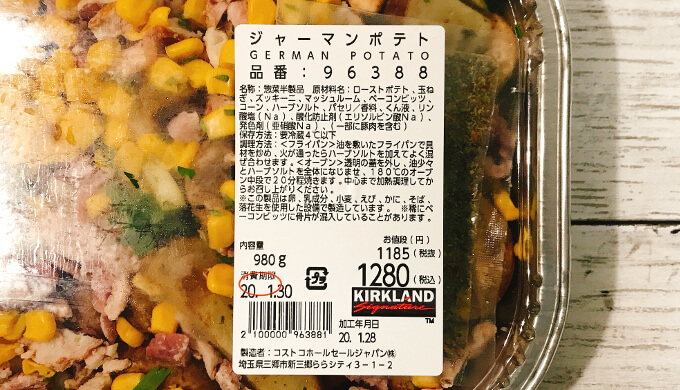 ジャーマンポテト
GERMAN POTATO
品番:96388
名称:惣菜半製品 原材料名:ローストポテト、玉ね
ぎ、ズッキーニ、マッシュルーム、ベーコンビッツ、
コーン、ハーブソルト、パセリ/香料、くん液、リン
酸塩(Na)、酸化防止剤(エリソルビン酸Na)、
発色剤(亜硝酸Na)、(一部に豚肉を含む)
保存方法:要冷蔵4℃以下
調理方法:<フライパン>油を敷いたフライパンで具
材を炒め、火が通ったらハーブソルトを加えてよく混
ぜ合わせます。<オーブン>透明の蓋を外し、油少々
とハーブソルトを全体になじませ、180℃のオーブ
ン中段で20分程焼きます。中心まで加熱調理してか
らお召し上がりください。
※この製品は卵、乳成分、小麦、えび、かに、そば、
落花生を使用した設備で製造しています。※稀にベ
ーコンビッツに骨片が混入していることがあります。
内容量
980g
お値段(円)
1185(税抜)
1280(税込)
消費期限
20. 1.30
プラ
KIRKLAND
Signature
TM
2100000963881
加工年月日
20. 1.28
製造者:コストコホールセールジャパン㈱
埼玉県三郷市新三郷ららシティ3-1-2